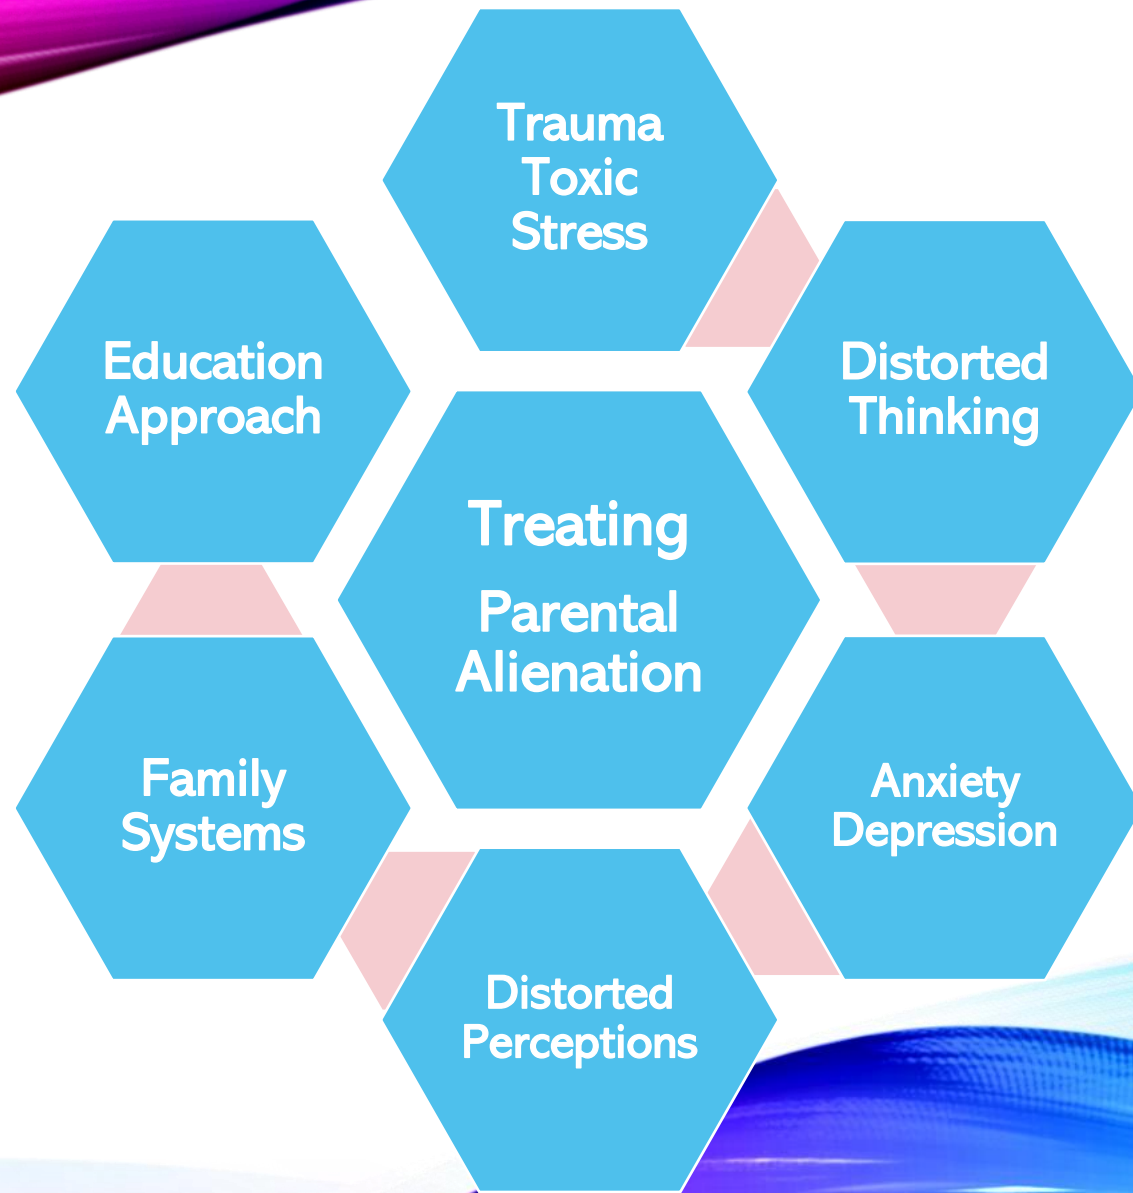 Trauma
Toxic
Stress
Distorted
Thinking
Anxiety
Depression
Distorted
Perceptions
Family
Systems
Education
Approach
Treating
Parental
Alienation